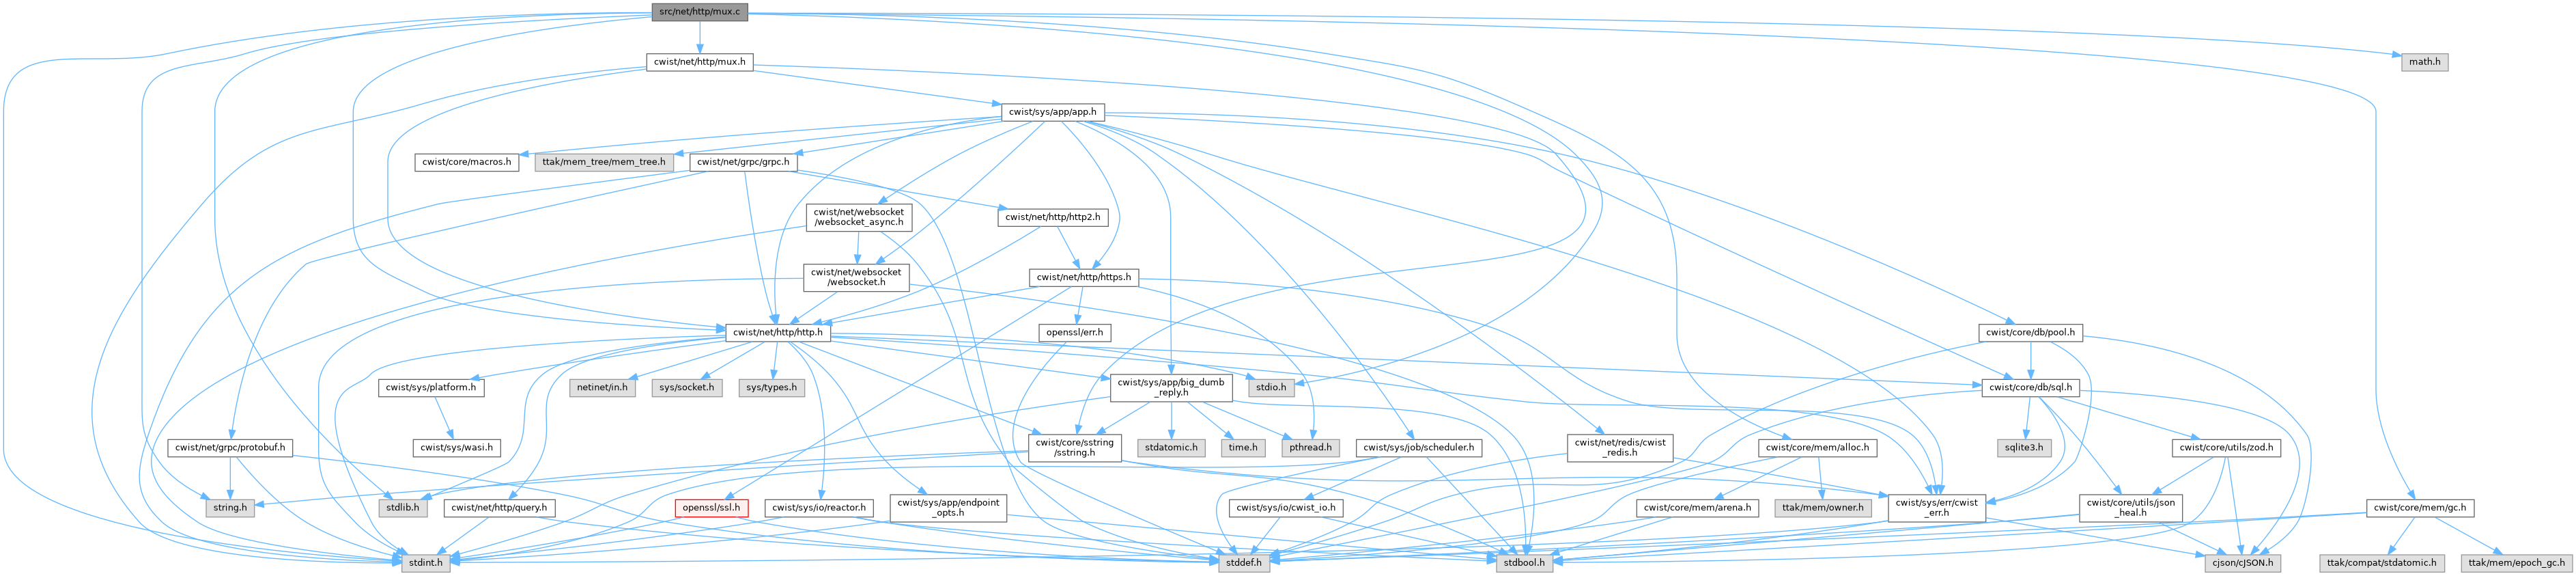 src/net/http/mux.c
cwist/net/http/mux.h
math.h
cwist/sys/app/app.h
cwist/core/macros.h
ttak/mem_tree/mem_tree.h
cwist/net/grpc/grpc.h
cwist/net/websocket
/websocket_async.h
cwist/net/http/http2.h
cwist/net/websocket
/websocket.h
cwist/net/http/https.h
cwist/net/http/http.h
openssl/err.h
cwist/core/db/pool.h
cwist/sys/platform.h
netinet/in.h
sys/socket.h
sys/types.h
cwist/sys/app/big_dumb
_reply.h
stdio.h
cwist/core/db/sql.h
cwist/net/grpc/protobuf.h
cwist/sys/wasi.h
cwist/core/sstring
/sstring.h
stdatomic.h
time.h
pthread.h
cwist/sys/job/scheduler.h
cwist/net/redis/cwist
_redis.h
cwist/core/mem/alloc.h
sqlite3.h
cwist/core/utils/zod.h
string.h
stdlib.h
cwist/net/http/query.h
openssl/ssl.h
cwist/sys/io/reactor.h
cwist/sys/app/endpoint
_opts.h
cwist/sys/io/cwist_io.h
cwist/core/mem/arena.h
ttak/mem/owner.h
cwist/sys/err/cwist
_err.h
cwist/core/utils/json
_heal.h
cwist/core/mem/gc.h
stdint.h
stddef.h
stdbool.h
cjson/cJSON.h
ttak/compat/stdatomic.h
ttak/mem/epoch_gc.h